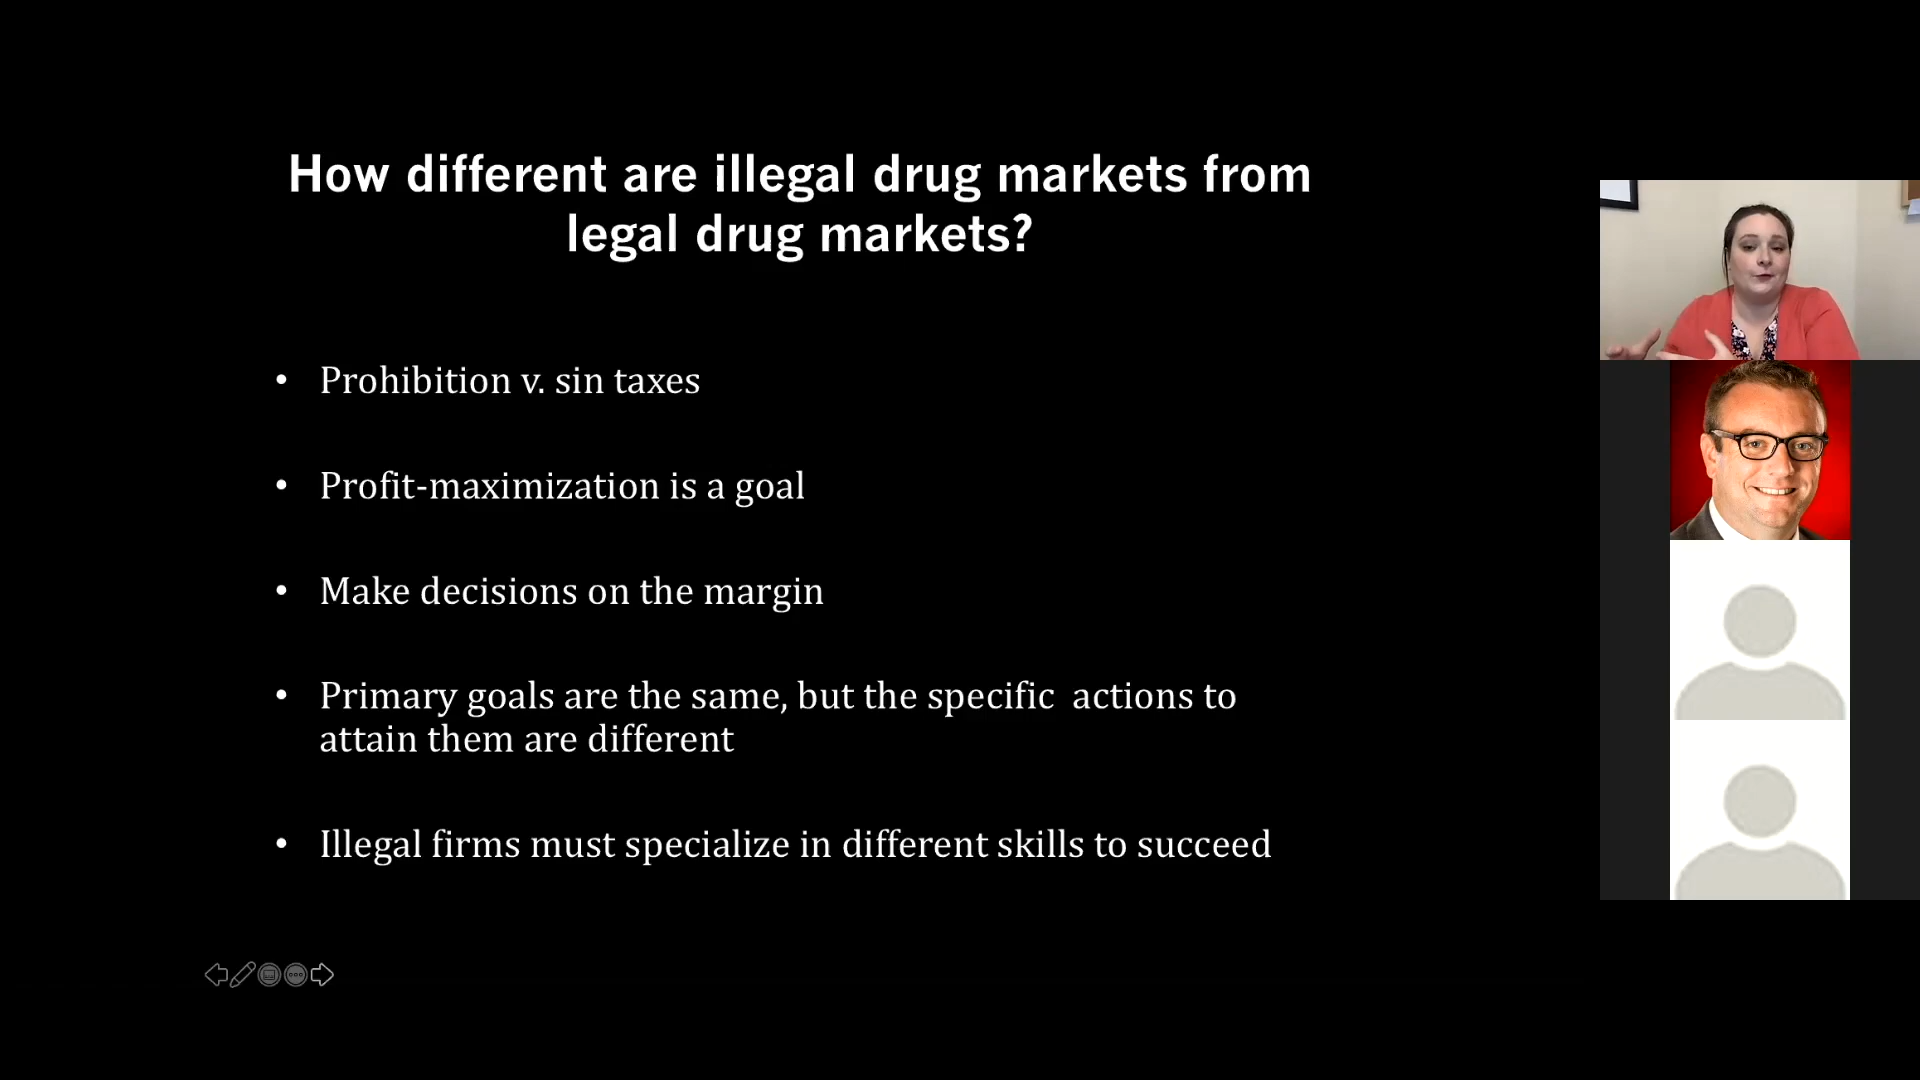 How different are illegal drug markets from
legal drug markets?
• Prohibition v. sin taxes
• Profit-maximization is a goal
• Make decisions on the margin
• Primary goals are the same, but the specific  actions to
attain them are different
• Illegal firms must specialize in different skills to succeed